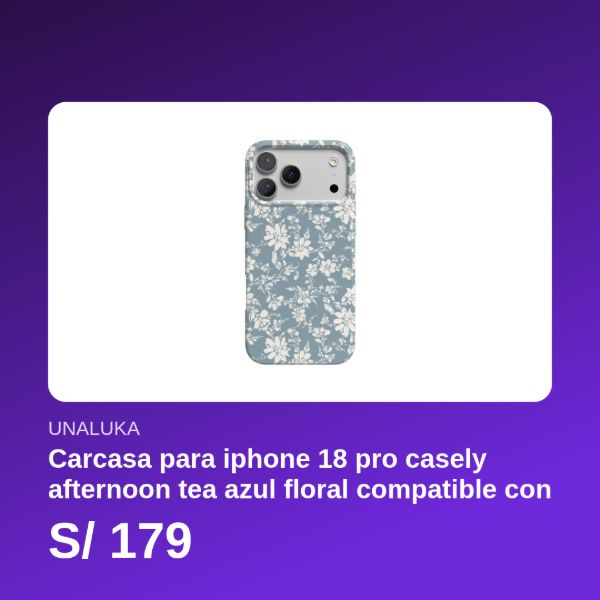 UNALUKA
Carcasa para iphone 18 pro casely
afternoon tea azul floral compatible con
S/ 179